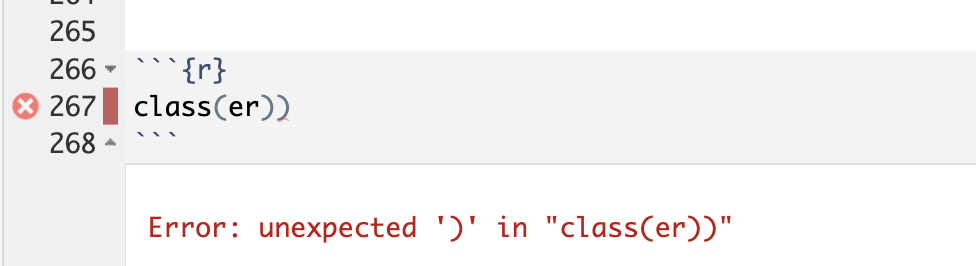 265
266 ```{r}
267 class(er))
268 ```
Error: unexpected ')' in "class(er))"